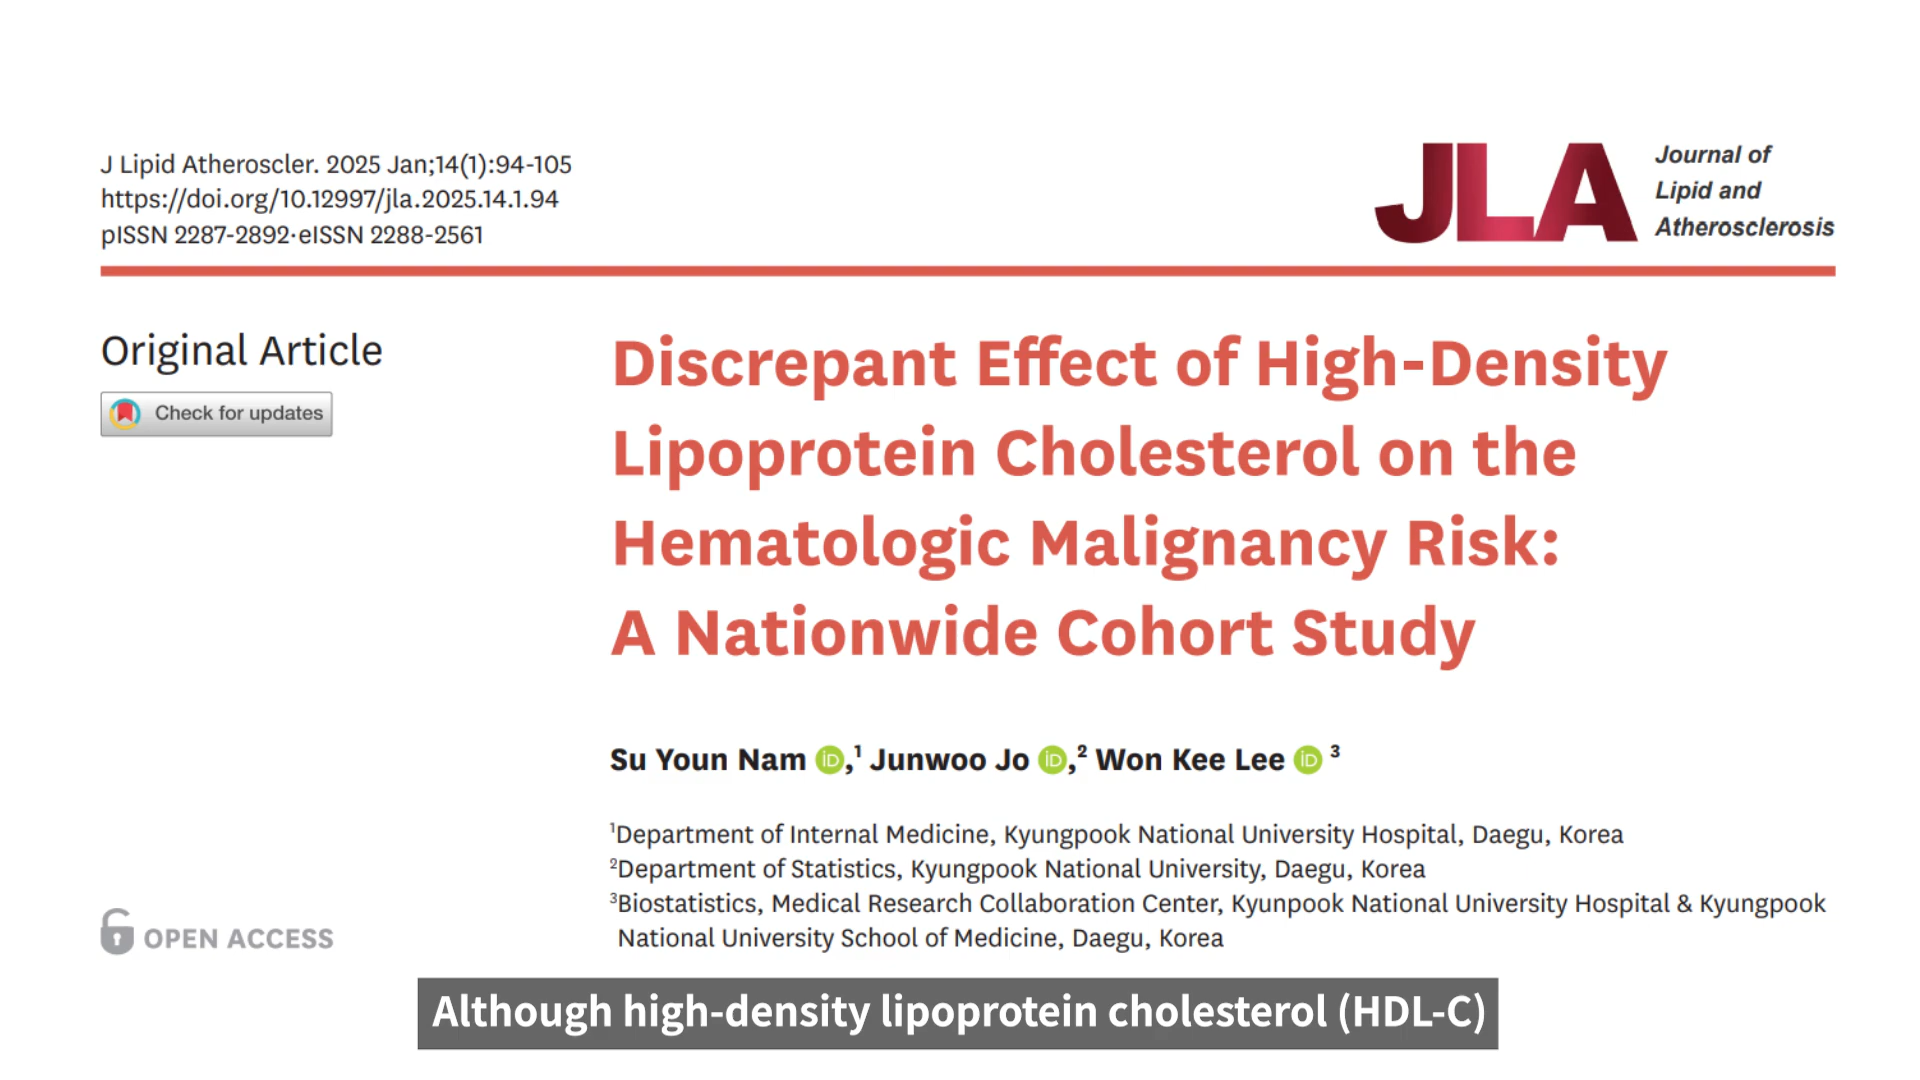 J Lipid Atheroscler. 2025 Jan;14(1):94-105
https://doi.org/10.12997/jla.2025.14.1.94
pISSN 2287-2892·eISSN 2288-2561
JLA
Journal of
Lipid and
Atherosclerosis
Original Article
Check for updates
Discrepant Effect of High-Density
Lipoprotein Cholesterol on the
Hematologic Malignancy Risk:
A Nationwide Cohort Study
Su Youn Nam iD,¹ Junwoo Jo iD,² Won Kee Lee iD ³
¹Department of Internal Medicine, Kyungpook National University Hospital, Daegu, Korea
²Department of Statistics, Kyungpook National University, Daegu, Korea
³Biostatistics, Medical Research Collaboration Center, Kyunpook National University Hospital & Kyungpook
National University School of Medicine, Daegu, Korea
OPEN ACCESS
Although high-density lipoprotein cholesterol (HDL-C)